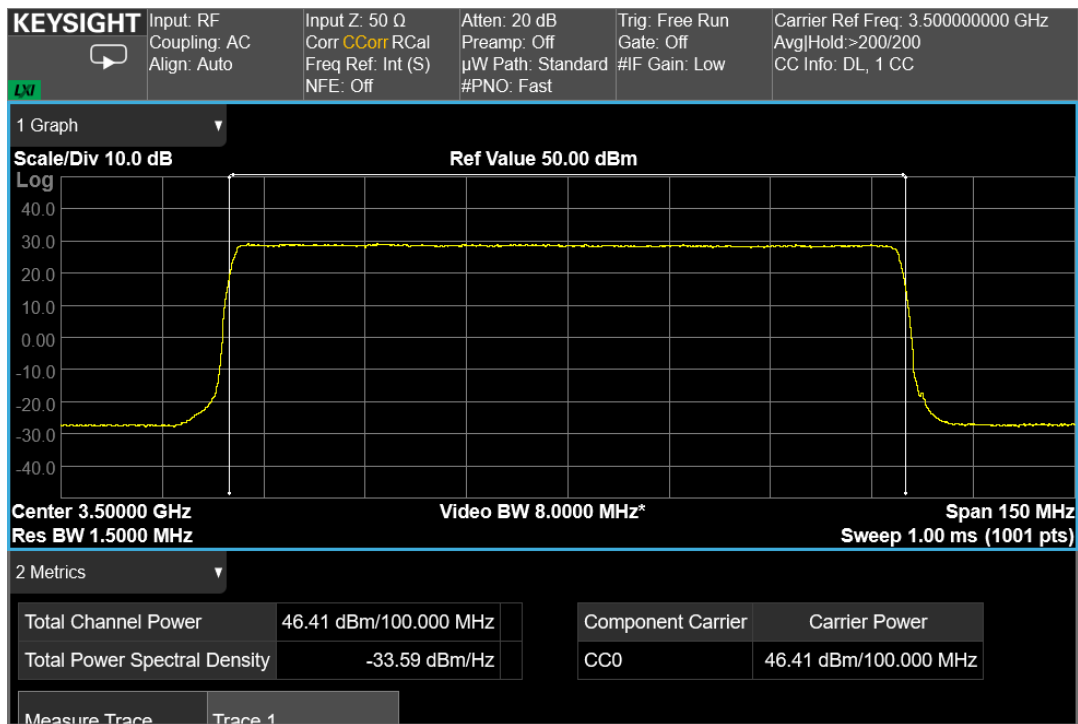 KEYSIGHT
Input: RF
Coupling: AC
Align: Auto
Input Z: 50 Ω
Corr CCorr RCal
Freq Ref: Int (S)
NFE: Off
Atten: 20 dB
Preamp: Off
µW Path: Standard
#PNO: Fast
Trig: Free Run
Gate: Off
#IF Gain: Low
Carrier Ref Freq: 3.500000000 GHz
Avg|Hold:>200/200
CC Info: DL, 1 CC
LXI
1 Graph
Scale/Div 10.0 dB
Ref Value 50.00 dBm
Log
40.0
30.0
20.0
10.0
0.00
-10.0
-20.0
-30.0
-40.0
Center 3.50000 GHz
Video BW 8.0000 MHz*
Span 150 MHz
Res BW 1.5000 MHz
Sweep 1.00 ms (1001 pts)
2 Metrics
Total Channel Power 46.41 dBm/100.000 MHz
Total Power Spectral Density -33.59 dBm/Hz
Component Carrier Carrier Power
CC0 46.41 dBm/100.000 MHz
Measure Trace Trace 1